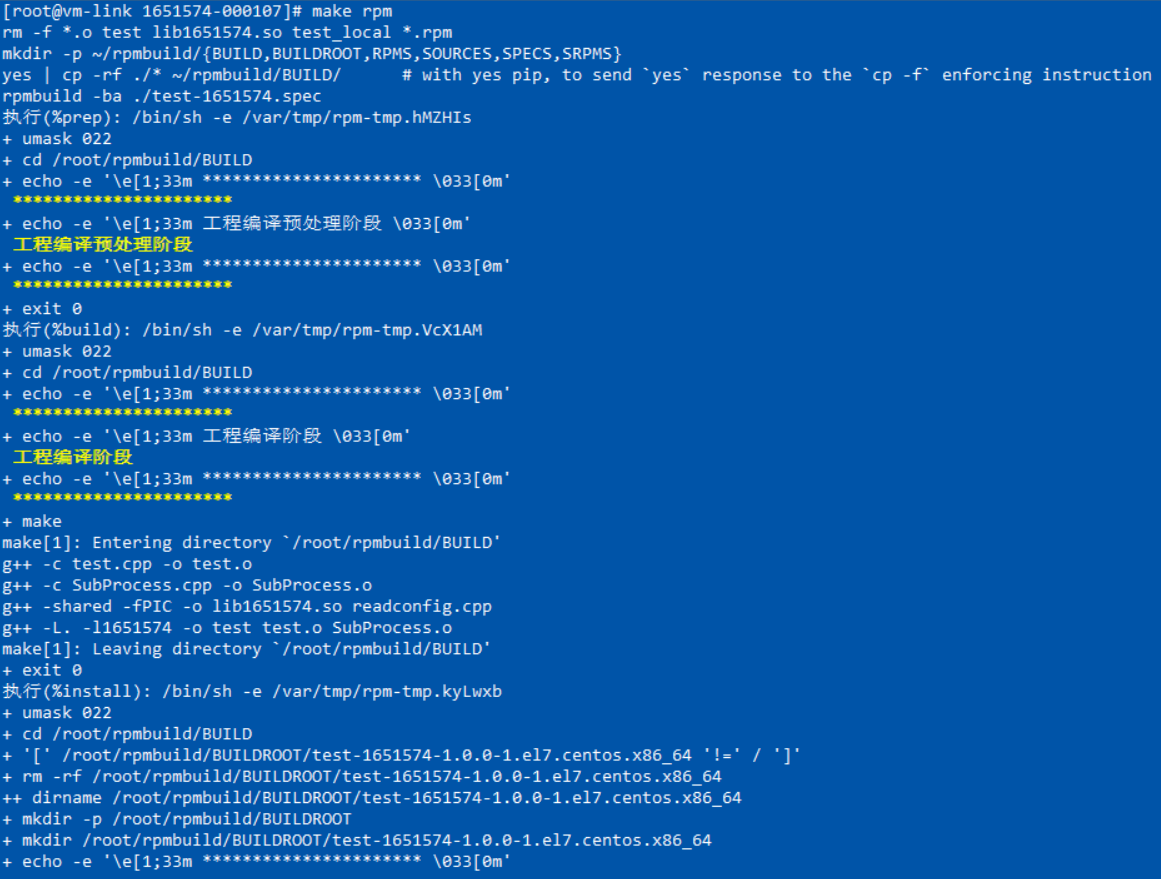 [root@vm-link 1651574-000107]# make rpm
rm -f *.o test lib1651574.so test_local *.rpm
mkdir -p ~/rpmbuild/{BUILD,BUILDROOT,RPMS,SOURCES,SPECS,SRPMS}
yes | cp -rf ./* ~/rpmbuild/BUILD/      # with yes pip, to send `yes` response to the `cp -f` enforcing instruction
rpmbuild -ba ./test-1651574.spec
执行(%prep): /bin/sh -e /var/tmp/rpm-tmp.hMZHIs
+ umask 022
+ cd /root/rpmbuild/BUILD
+ echo -e '\e[1;33m ********************** \033[0m'
 **********************
+ echo -e '\e[1;33m 工程编译预处理阶段 \033[0m'
 工程编译预处理阶段
+ echo -e '\e[1;33m ********************** \033[0m'
 **********************
+ exit 0
执行(%build): /bin/sh -e /var/tmp/rpm-tmp.VcX1AM
+ umask 022
+ cd /root/rpmbuild/BUILD
+ echo -e '\e[1;33m ********************** \033[0m'
 **********************
+ echo -e '\e[1;33m 工程编译阶段 \033[0m'
 工程编译阶段
+ echo -e '\e[1;33m ********************** \033[0m'
 **********************
+ make
make[1]: Entering directory `/root/rpmbuild/BUILD'
g++ -c test.cpp -o test.o
g++ -c SubProcess.cpp -o SubProcess.o
g++ -shared -fPIC -o lib1651574.so readconfig.cpp
g++ -L. -l1651574 -o test test.o SubProcess.o
make[1]: Leaving directory `/root/rpmbuild/BUILD'
+ exit 0
执行(%install): /bin/sh -e /var/tmp/rpm-tmp.kyLwxb
+ umask 022
+ cd /root/rpmbuild/BUILD
+ '[' /root/rpmbuild/BUILDROOT/test-1651574-1.0.0-1.el7.centos.x86_64 '!=' / ']'
+ rm -rf /root/rpmbuild/BUILDROOT/test-1651574-1.0.0-1.el7.centos.x86_64
++ dirname /root/rpmbuild/BUILDROOT/test-1651574-1.0.0-1.el7.centos.x86_64
+ mkdir -p /root/rpmbuild/BUILDROOT
+ mkdir /root/rpmbuild/BUILDROOT/test-1651574-1.0.0-1.el7.centos.x86_64
+ echo -e '\e[1;33m ********************** \033[0m'